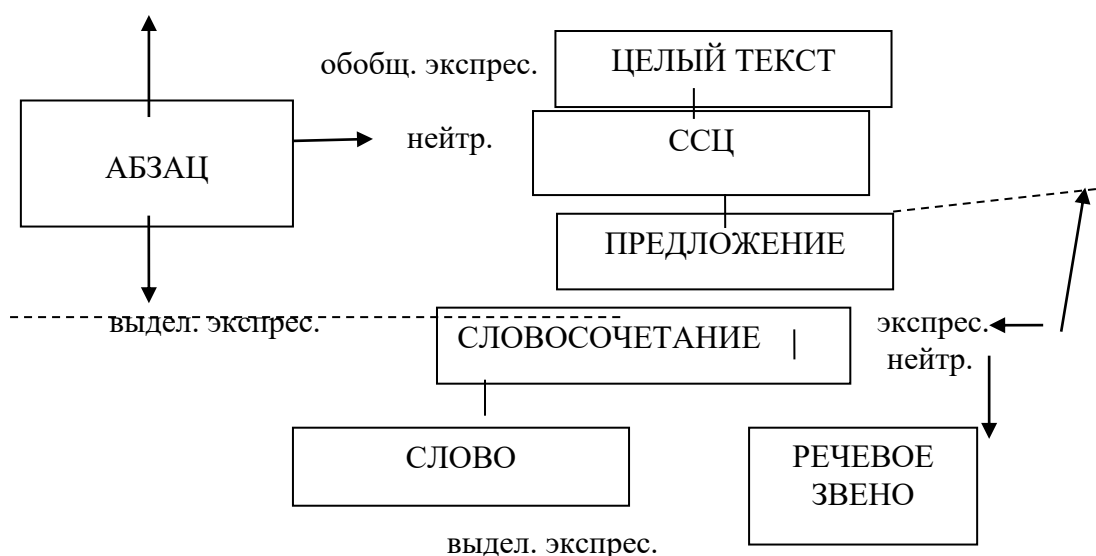 обобщ. экспрес.
ЦЕЛЫЙ ТЕКСТ
АБЗАЦ
нейтр.
ССЦ
ПРЕДЛОЖЕНИЕ
выдел. экспрес.
СЛОВОСОЧЕТАНИЕ
экспрес.
нейтр.
СЛОВО
РЕЧЕВОЕ
ЗВЕНО
выдел. экспрес.